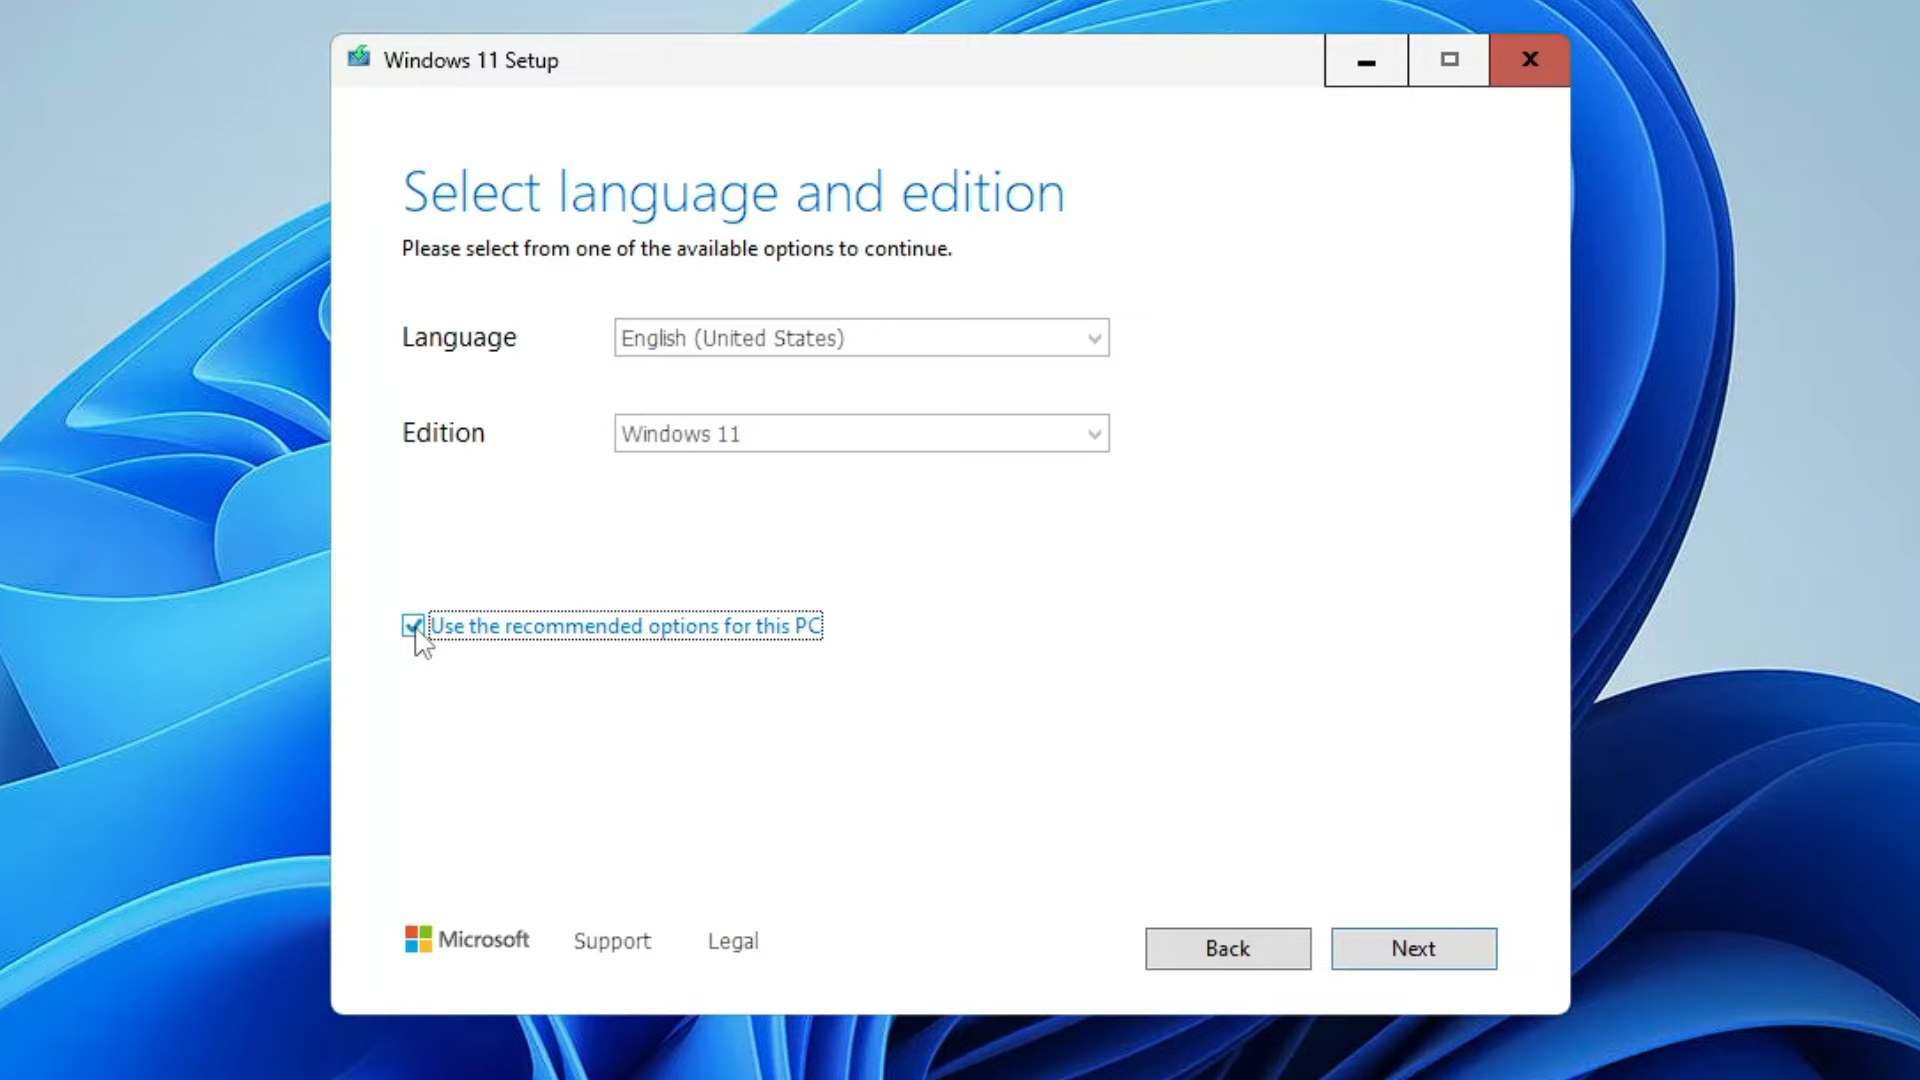 Windows 11 Setup
Select language and edition
Please select from one of the available options to continue.
Language
English (United States)
Edition
Windows 11
Use the recommended options for this PC
Microsoft
Support
Legal
Back
Next